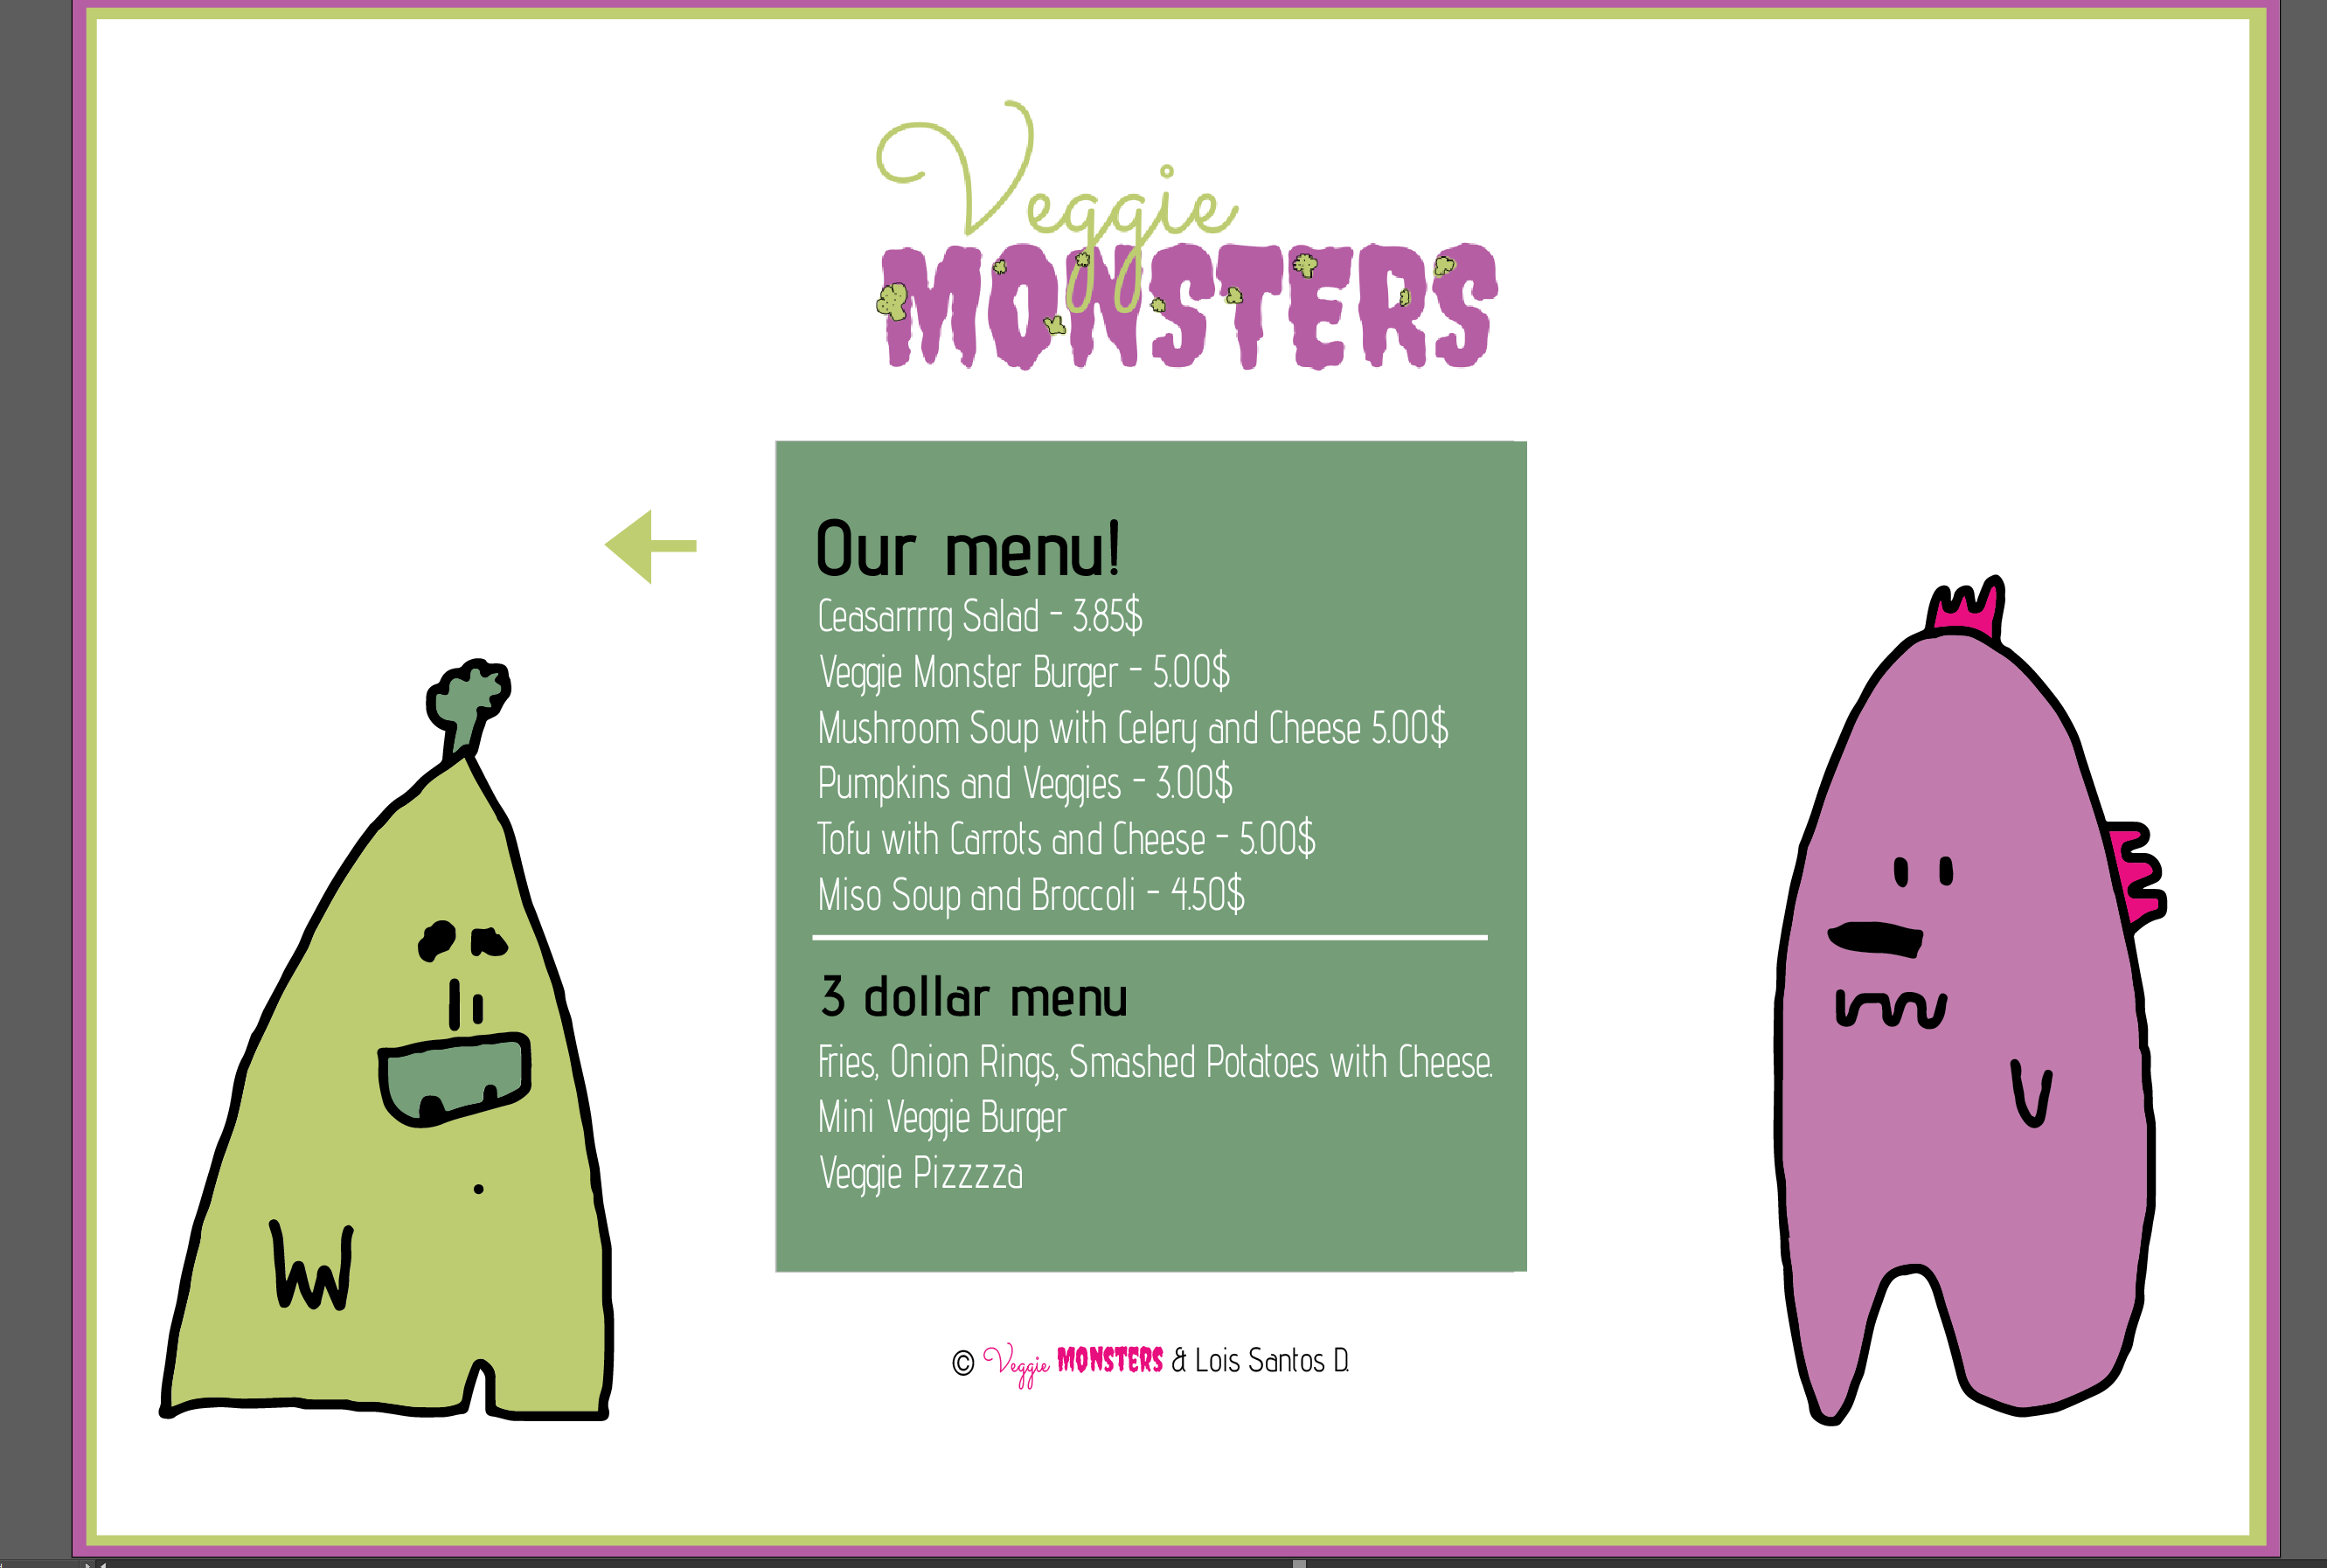 Veggie
MONSTERS
Our menu!
Ceasarrrrg Salad - 3.85$
Veggie Monster Burger - 5.00$
Mushroom Soup with Celery and Cheese 5.00$
Pumpkins and Veggies - 3.00$
Tofu with Carrots and Cheese - 5.00$
Miso Soup and Broccoli - 4.50$
3 dollar menu
Fries, Onion Rings, Smashed Potatoes with Cheese.
Mini Veggie Burger
Veggie Pizzzzza
© Veggie MONSTERS & Lois Santos D.